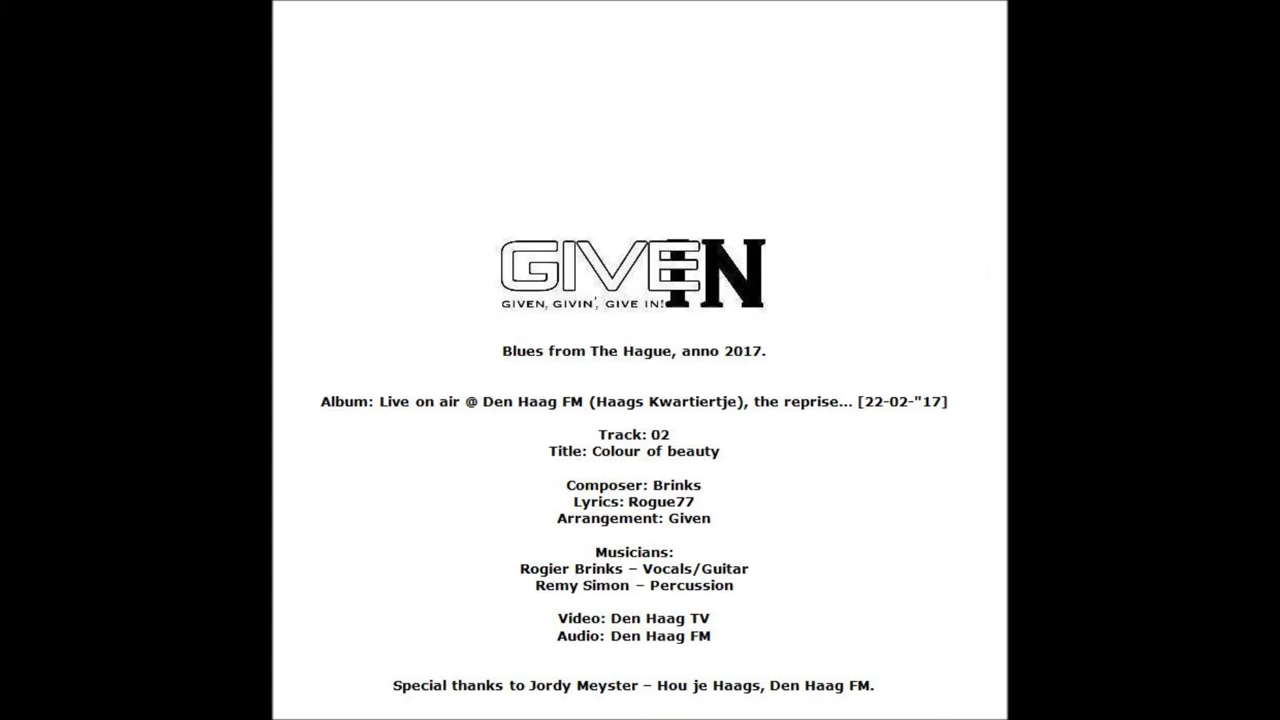 GIVEIN
GIVEN, GIVIN', GIVE IN!
Blues from The Hague, anno 2017.
Album: Live on air @ Den Haag FM (Haags Kwartiertje), the reprise... [22-02-"17]
Track: 02
Title: Colour of beauty
Composer: Brinks
Lyrics: Rogue77
Arrangement: Given
Musicians:
Rogier Brinks – Vocals/Guitar
Remy Simon – Percussion
Video: Den Haag TV
Audio: Den Haag FM
Special thanks to Jordy Meyster – Hou je Haags, Den Haag FM.